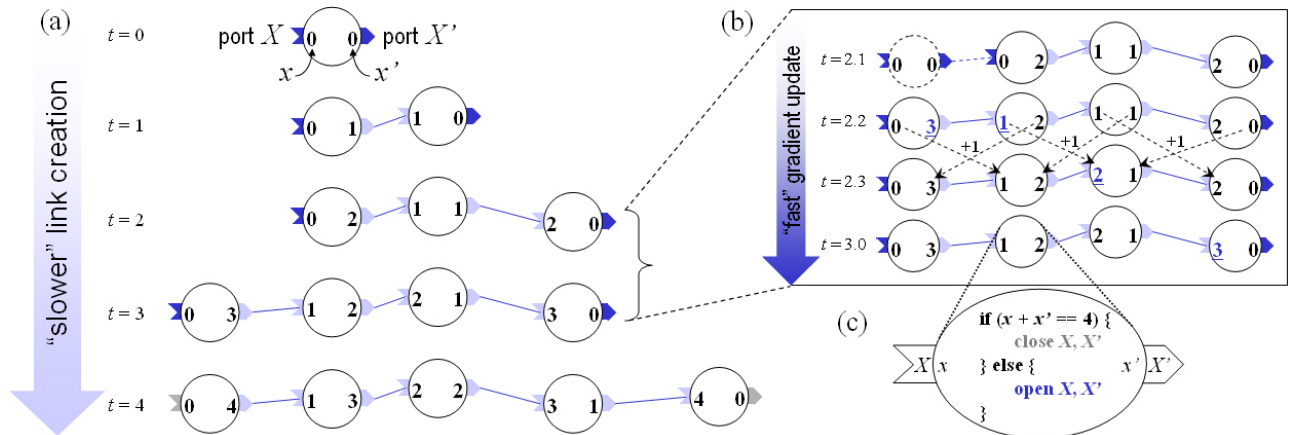 (a)
"slower" link creation
t = 0
port X
0 0
port X'
x
x'
t = 1
0 1
1 0
t = 2
0 2
1 1
2 0
t = 3
0 3
1 2
2 1
3 0
t = 4
0 4
1 3
2 2
3 1
4 0
(b)
"fast" gradient update
t = 2.1
0 0
0 2
1 1
2 0
t = 2.2
0 3
1 2
1 1
2 0
+1
+1
t = 2.3
0 3
1 2
2 1
2 0
t = 3.0
0 3
1 2
2 1
3 0
(c)
X x
if (x + x' == 4) {
close X, X'
} else {
open X, X'
}
x' X'